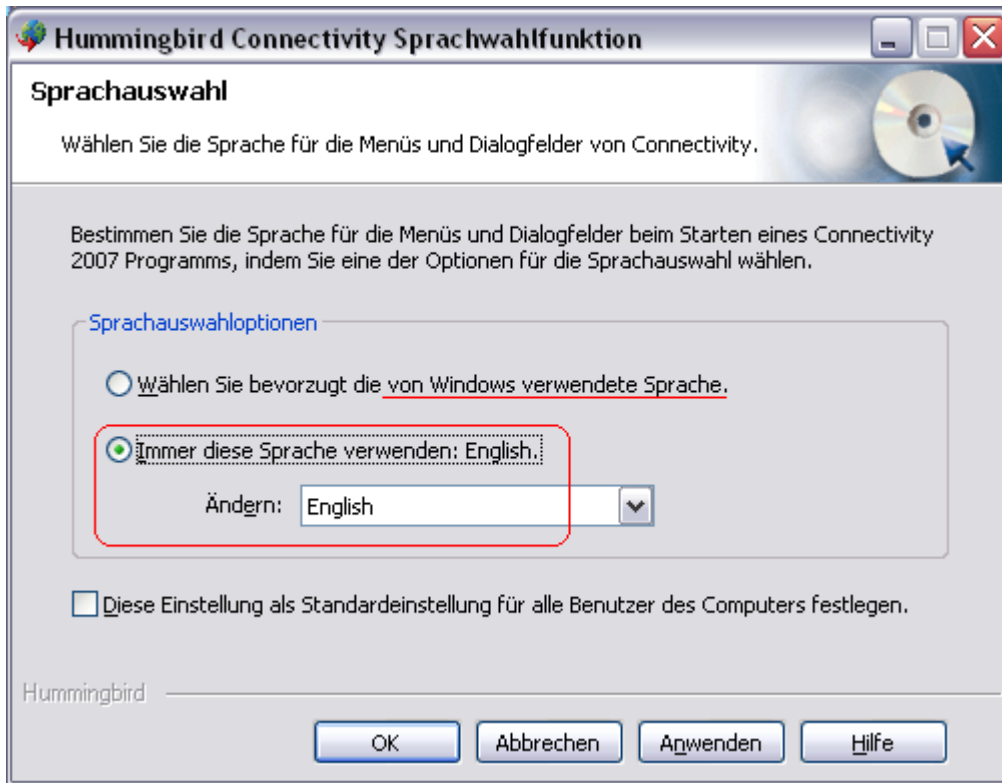 Hummingbird Connectivity Sprachwahlfunktion
Sprachauswahl
Wählen Sie die Sprache für die Menüs und Dialogfelder von Connectivity.
Bestimmen Sie die Sprache für die Menüs und Dialogfelder beim Starten eines Connectivity
2007 Programms, indem Sie eine der Optionen für die Sprachauswahl wählen.
Sprachauswahloptionen
Wählen Sie bevorzugt die von Windows verwendete Sprache.
Immer diese Sprache verwenden: English.
Ändern: English
Diese Einstellung als Standardeinstellung für alle Benutzer des Computers festlegen.
Hummingbird
OK Abbrechen Anwenden Hilfe